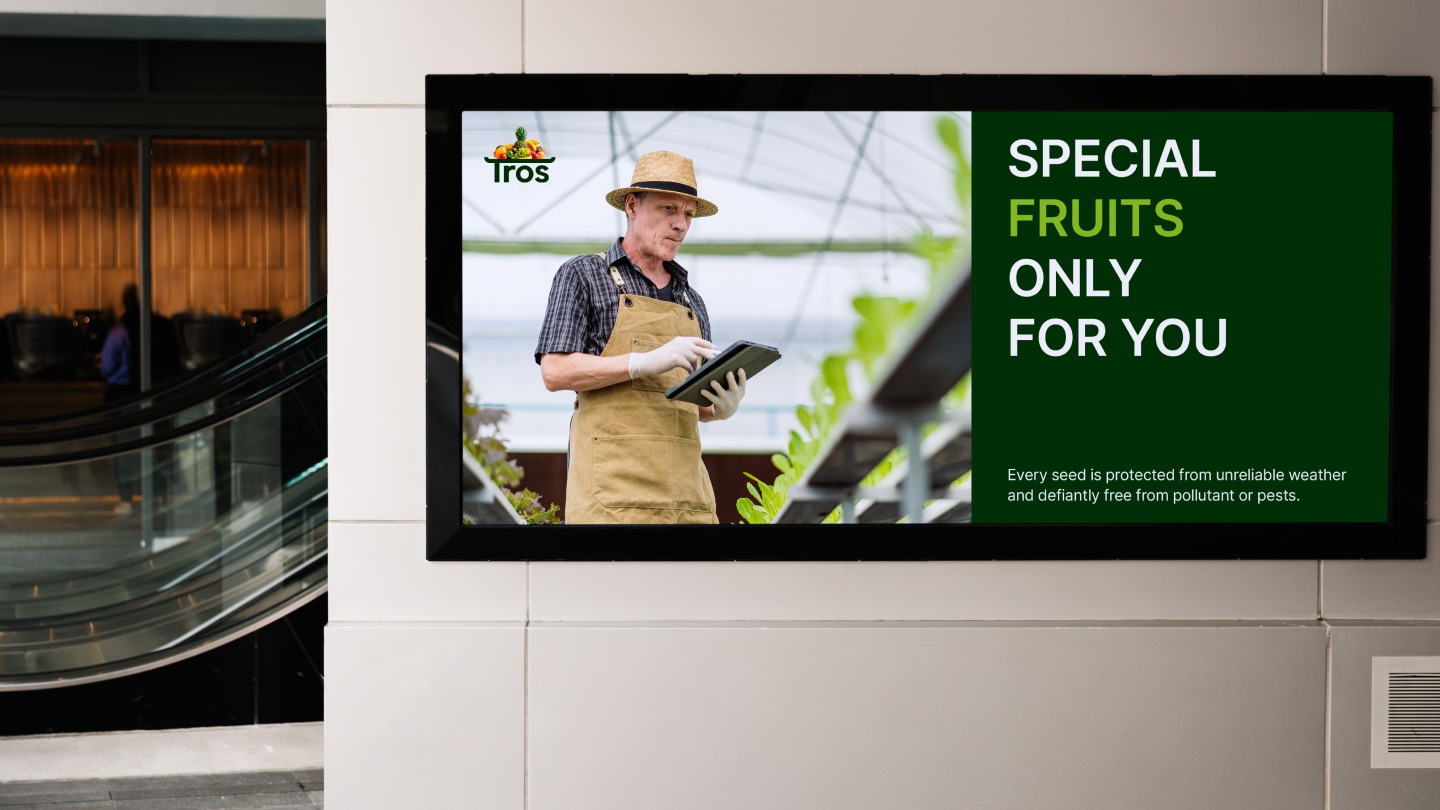 Tros
SPECIAL
FRUITS
ONLY
FOR YOU
Every seed is protected from unreliable weather
and defiantly free from pollutant or pests.